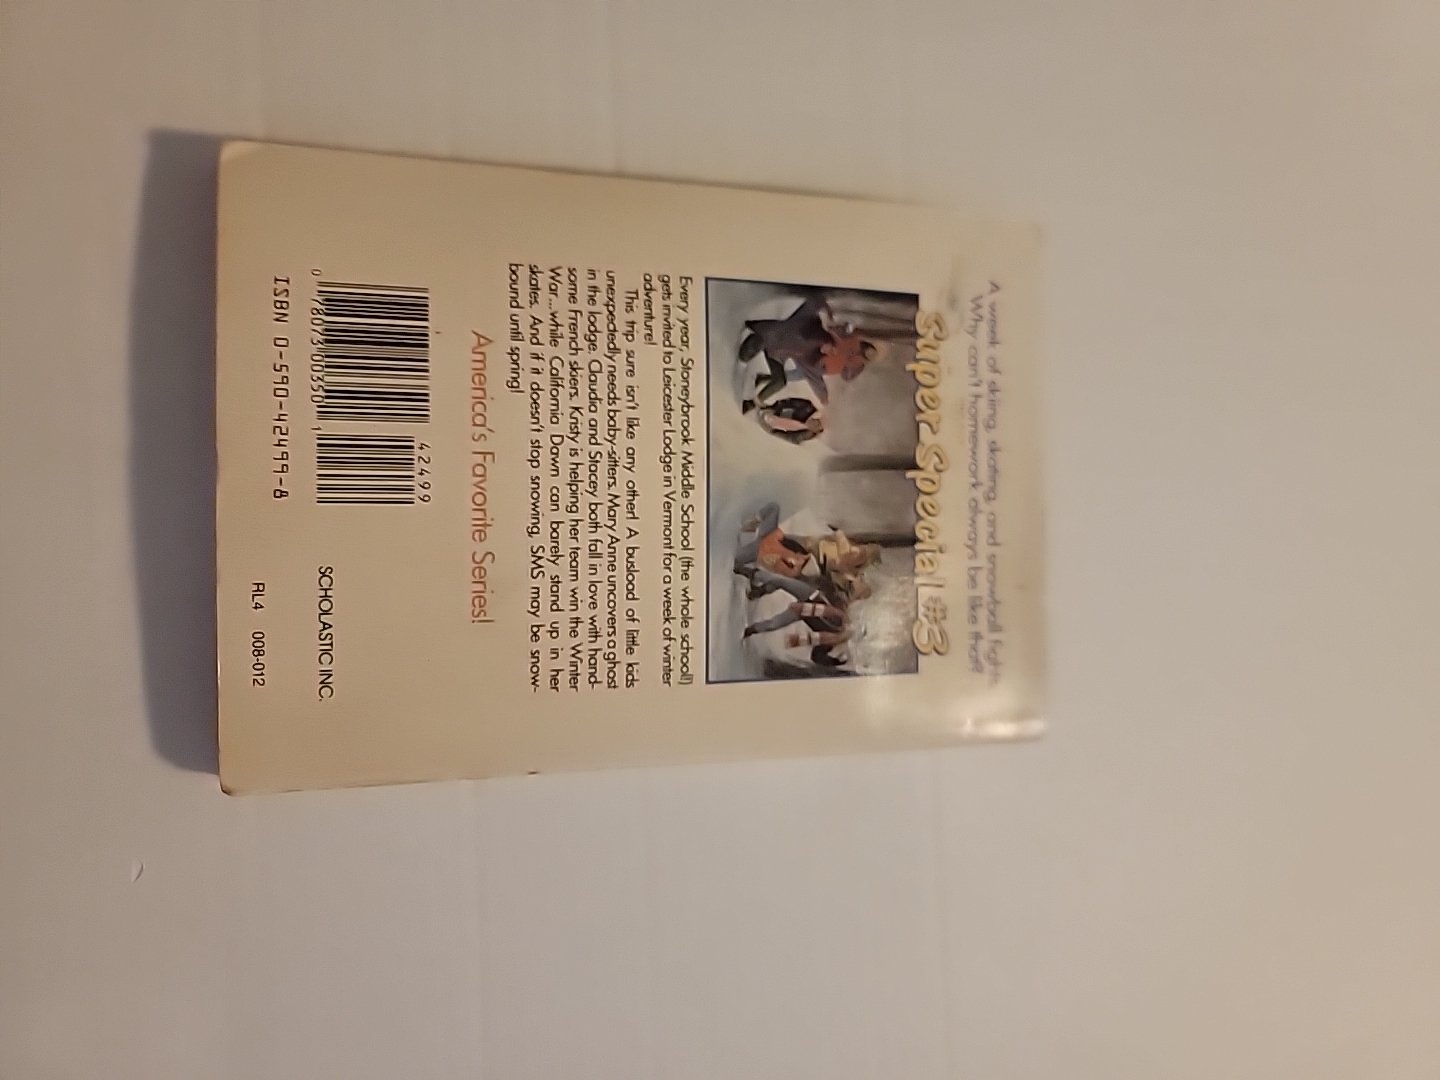 A week of skiing, skating, and snowball fights.
Why can't homework always be like that?
Super Special #3
Every year, Stoneybrook Middle School (the whole school!)
gets invited to Leicester Lodge in Vermont for a week of winter
adventure!
This trip sure isn't like any other! A busload of little kids
unexpectedly needs baby-sitters. Mary Anne uncovers a ghost
in the lodge. Claudia and Stacey both fall in love with hand-
some French skiers. Kristy is helping her team win the Winter
War...while California Dawn can barely stand up in her
skates. And if it doesn't stop snowing, SMS may be snow-
bound until spring!
America's Favorite Series!
42499
0 78073 00350 1
ISBN 0-590-42499-8
SCHOLASTIC INC.
RL4 008-012